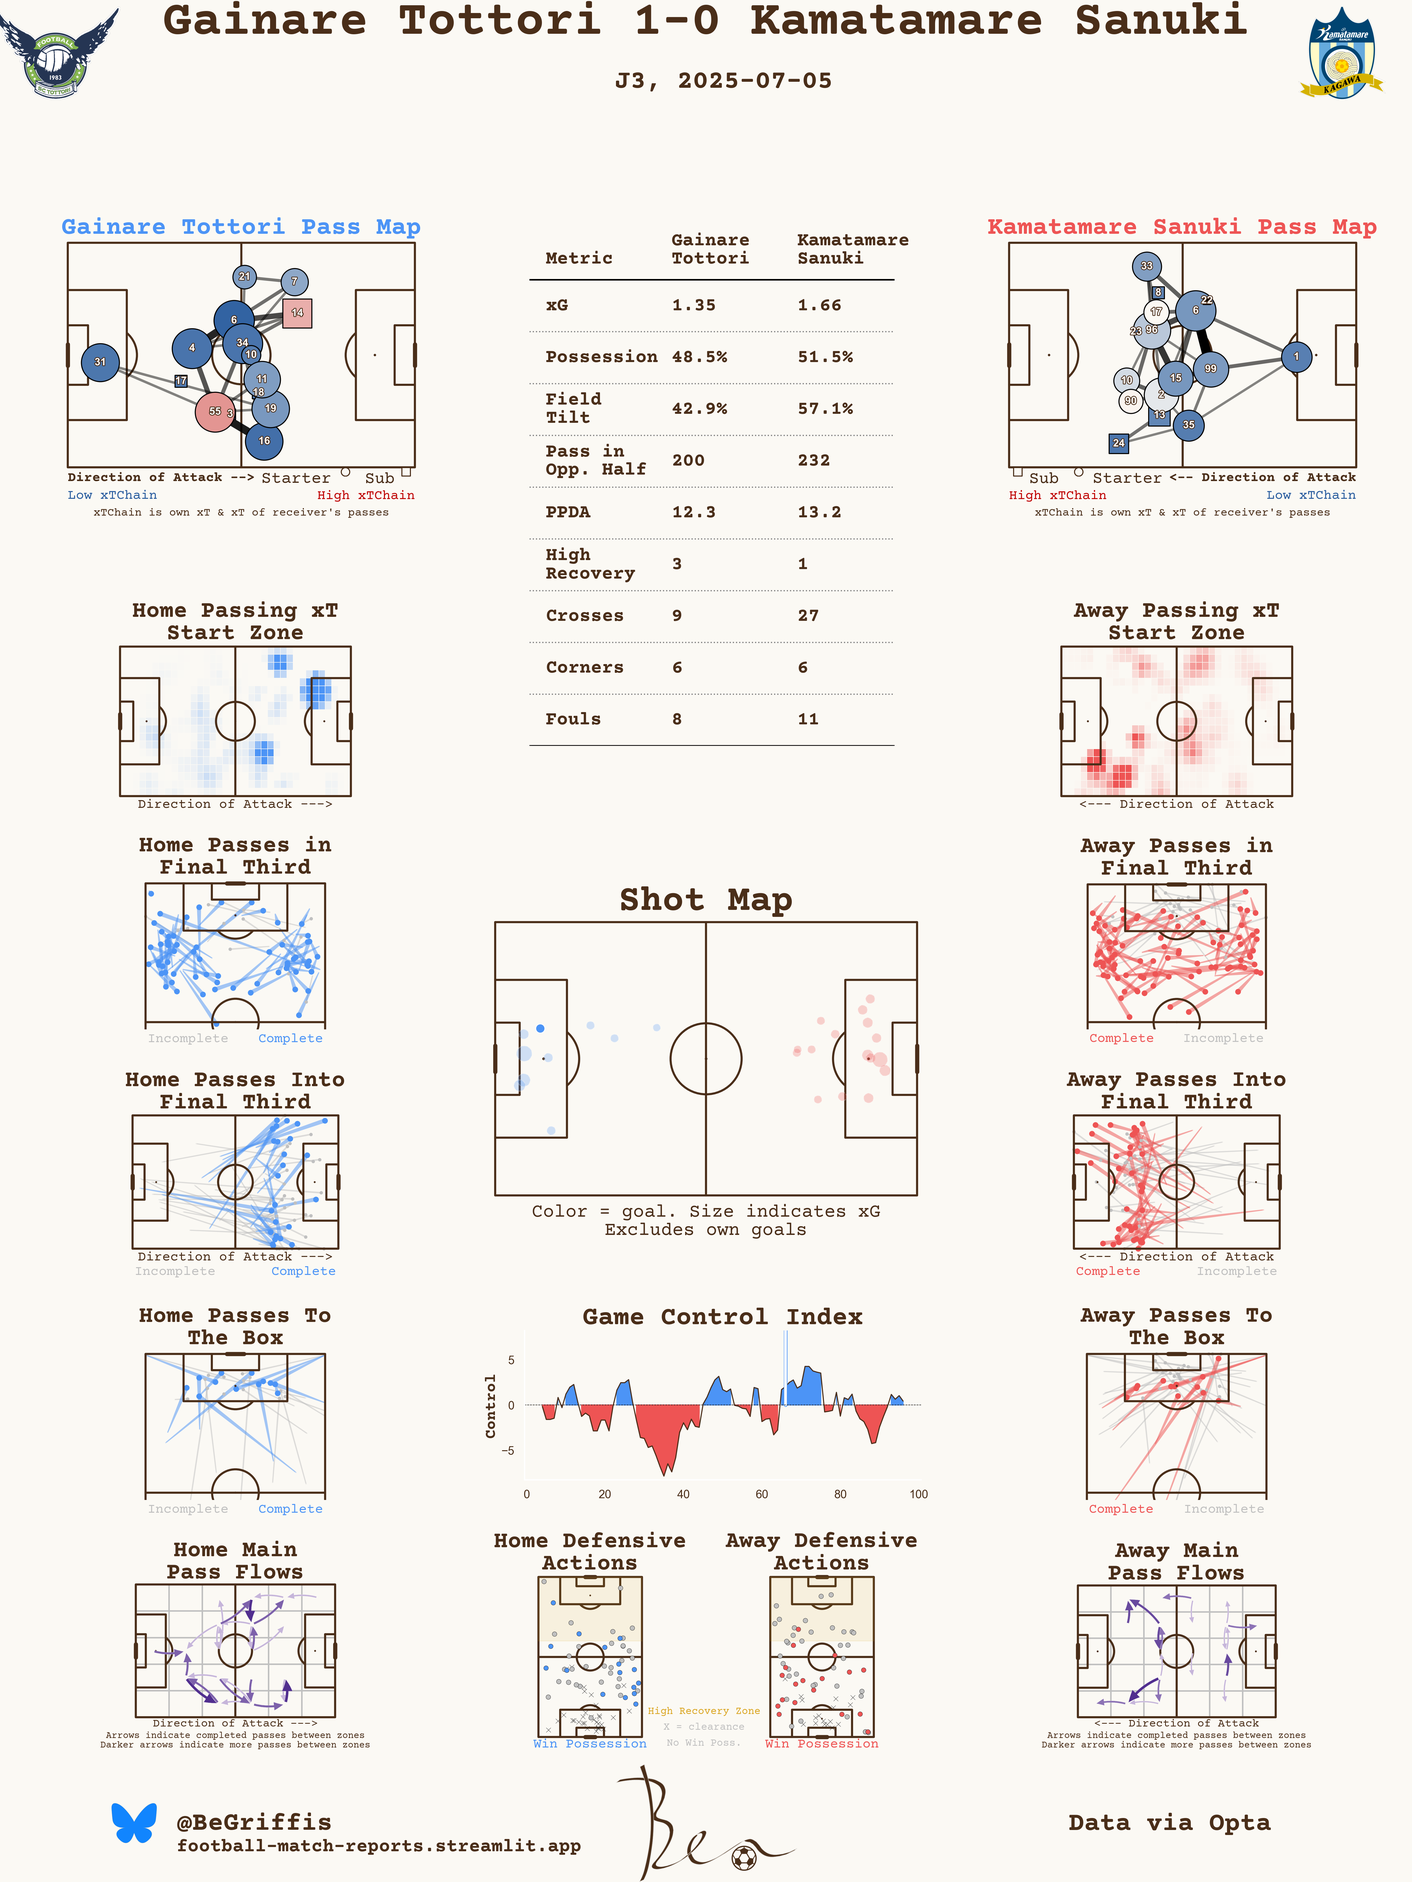 Gainare Tottori 1-0 Kamatamare Sanuki
J3, 2025-07-05
FOOTBALL
1983
SC TOTTORI
Kamatamare
SANUKI
KAGAWA
Gainare Tottori Pass Map
21
7
14
6
34
4
10
31
11
17
18
55
3
19
16
Direction of Attack --> Starter Sub
Low xTChain High xTChain
xTChain is own xT & xT of receiver's passes
Metric Gainare Tottori Kamatamare Sanuki
xG 1.35 1.66
Possession 48.5% 51.5%
Field Tilt 42.9% 57.1%
Pass in Opp. Half 200 232
PPDA 12.3 13.2
High Recovery 3 1
Crosses 9 27
Corners 6 6
Fouls 8 11
Kamatamare Sanuki Pass Map
33
8
22
17
6
23
96
1
99
15
10
2
90
13
35
24
Sub Starter <-- Direction of Attack
High xTChain Low xTChain
xTChain is own xT & xT of receiver's passes
Home Passing xT
Start Zone
Direction of Attack --->
Away Passing xT
Start Zone
<--- Direction of Attack
Home Passes in
Final Third
Incomplete Complete
Away Passes in
Final Third
Complete Incomplete
Shot Map
Color = goal. Size indicates xG
Excludes own goals
Home Passes Into
Final Third
Direction of Attack --->
Incomplete Complete
Away Passes Into
Final Third
<--- Direction of Attack
Complete Incomplete
Home Passes To
The Box
Incomplete Complete
Game Control Index
Control
5
0
−5
0 20 40 60 80 100
Away Passes To
The Box
Complete Incomplete
Home Main
Pass Flows
Direction of Attack --->
Arrows indicate completed passes between zones
Darker arrows indicate more passes between zones
Home Defensive
Actions
Win Possession
High Recovery Zone
X = clearance
No Win Poss.
Away Defensive
Actions
Win Possession
Away Main
Pass Flows
<--- Direction of Attack
Arrows indicate completed passes between zones
Darker arrows indicate more passes between zones
@BeGriffis
football-match-reports.streamlit.app
Ben
Data via Opta